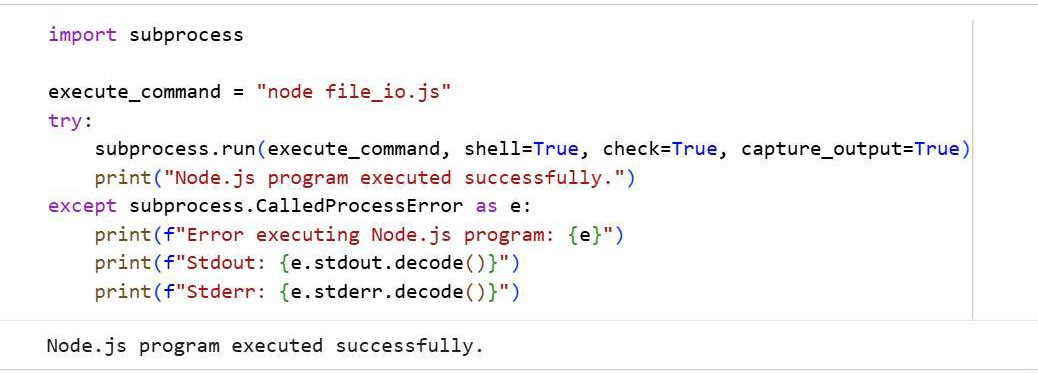 import subprocess
execute_command = "node file_io.js"
try:
    subprocess.run(execute_command, shell=True, check=True, capture_output=True)
    print("Node.js program executed successfully.")
except subprocess.CalledProcessError as e:
    print(f"Error executing Node.js program: {e}")
    print(f"Stdout: {e.stdout.decode()}")
    print(f"Stderr: {e.stderr.decode()}")
Node.js program executed successfully.